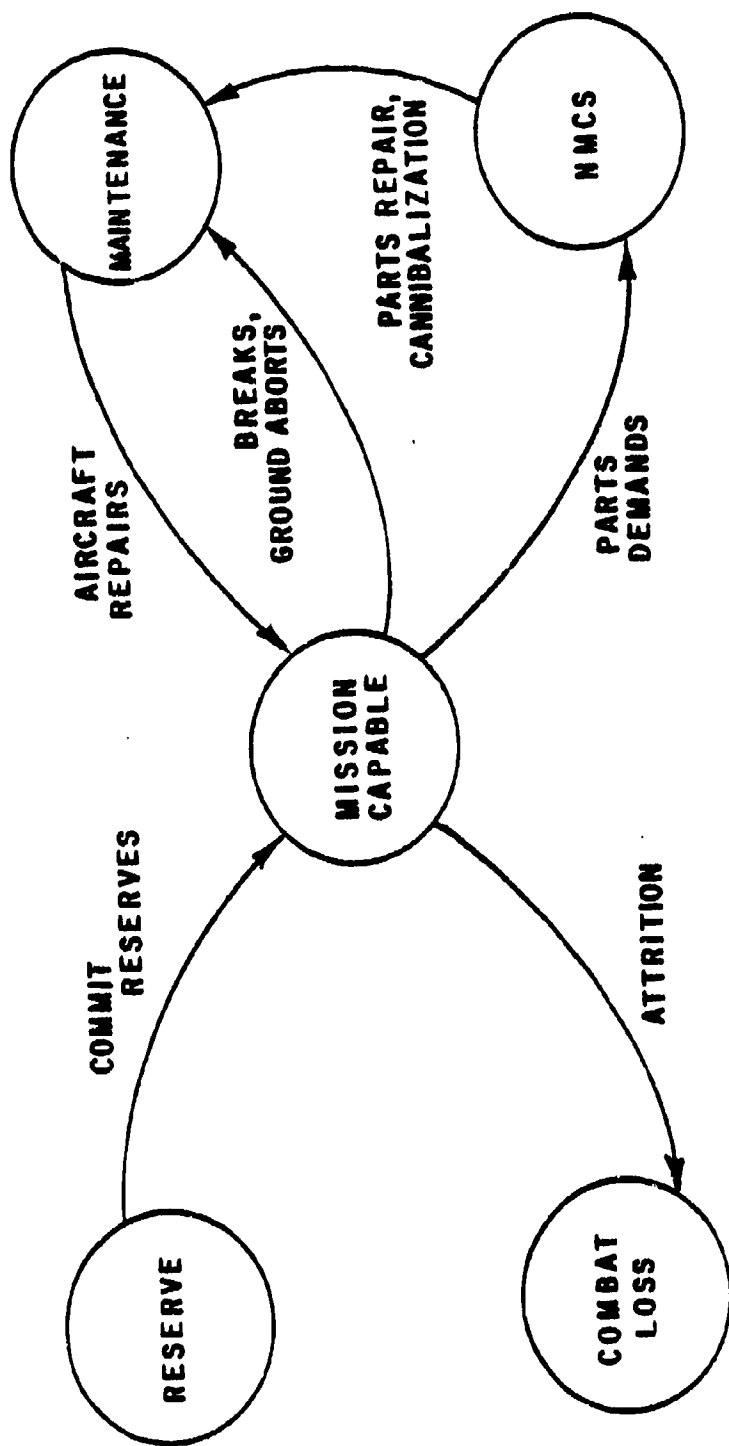 RESERVE
COMMIT
RESERVES
MISSION
CAPABLE
AIRCRAFT
REPAIRS
MAINTENANCE
BREAKS,
GROUND ABORTS
PARTS REPAIR,
CANNIBALIZATION
NMCS
PARTS
DEMANDS
ATTRITION
COMBAT
LOSS